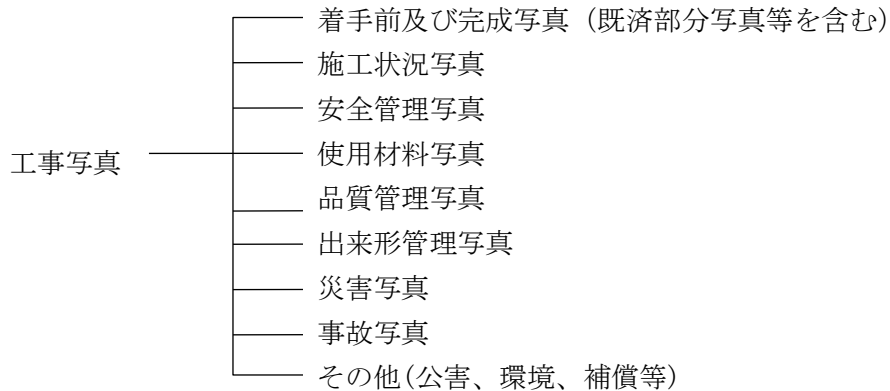 着手前及び完成写真（既済部分写真等を含む）
施工状況写真
安全管理写真
工事写真
使用材料写真
品質管理写真
出来形管理写真
災害写真
事故写真
その他(公害、環境、補償等)